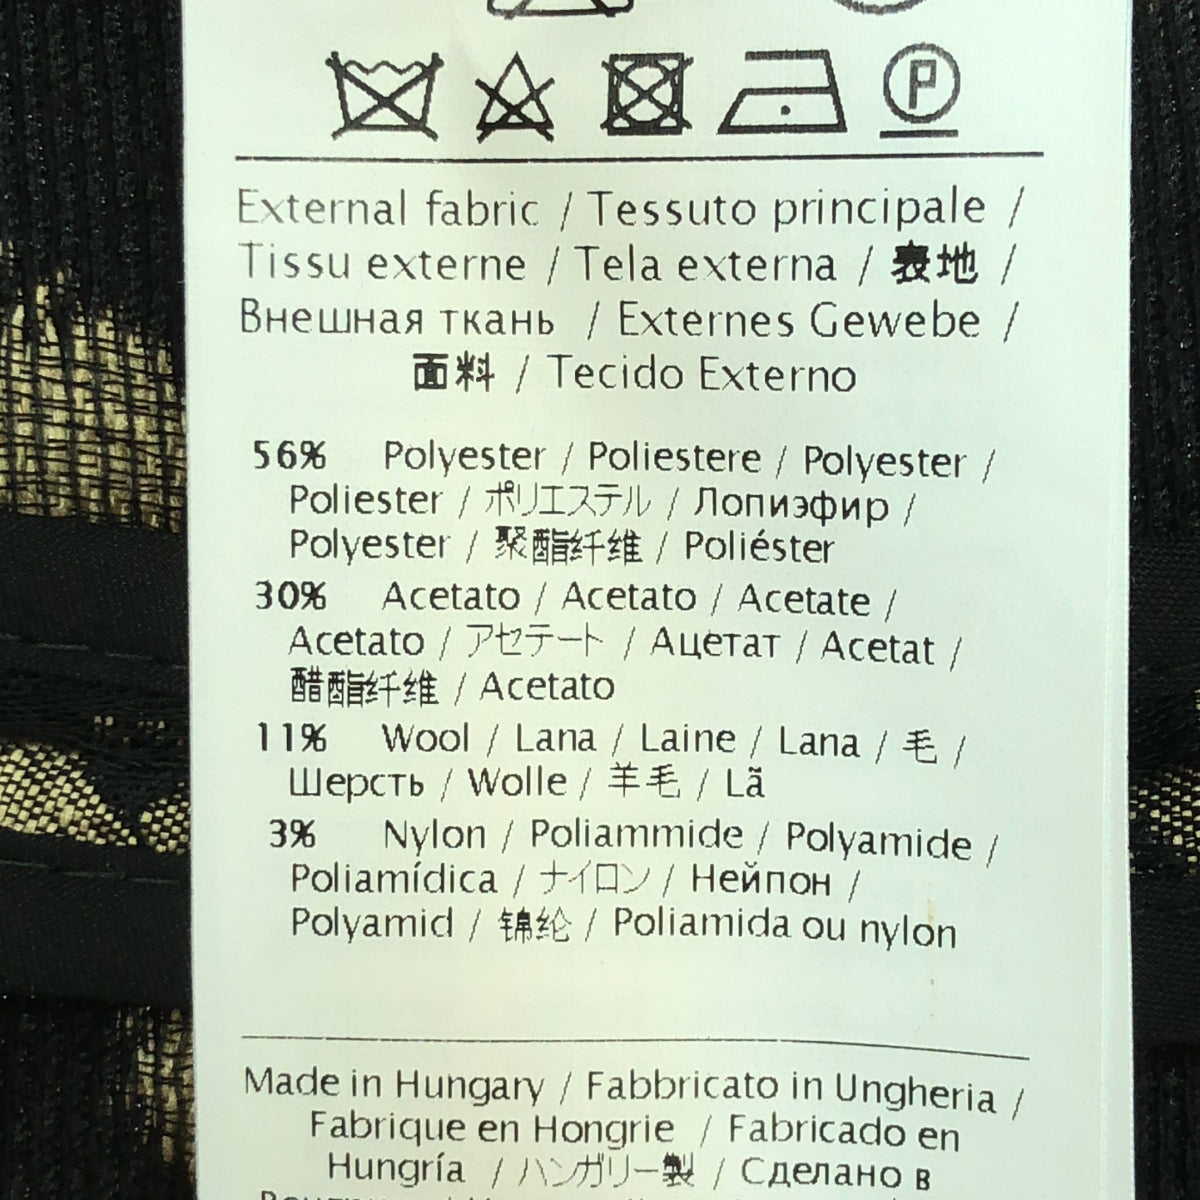 P
External fabric / Tessuto principale /
Tissu externe / Tela externa / 表地 /
Внешная ткань / Externes Gewebe /
面料 / Tecido Externo
56% Polyester / Poliestere / Polyester /
Poliester / ポリエステル / Лопиэфир /
Polyester / 聚酯纤维 / Poliéster
30% Acetato / Acetato / Acetate /
Acetato / アセテート / Ацетат / Acetat /
醋酯纤维 / Acetato
11% Wool / Lana / Laine / Lana / 毛 /
Шерсть / Wolle / 羊毛 / Lã
3% Nylon / Poliammide / Polyamide /
Poliamídica / ナイロン / Нейпон /
Polyamid / 锦纶 / Poliamida ou nylon
Made in Hungary / Fabbricato in Ungheria /
Fabrique en Hongrie / Fabricado en
Hungría / ハンガリー製 / Сделано в